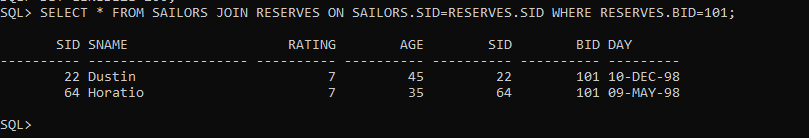 SQL> SELECT * FROM SAILORS JOIN RESERVES ON SAILORS.SID=RESERVES.SID WHERE RESERVES.BID=101;
SID SNAME RATING AGE SID BID DAY
---------- -------------------- ---------- ---------- ---------- ---------- ---------
22 Dustin 7 45 22 101 10-DEC-98
64 Horatio 7 35 64 101 09-MAY-98
SQL>